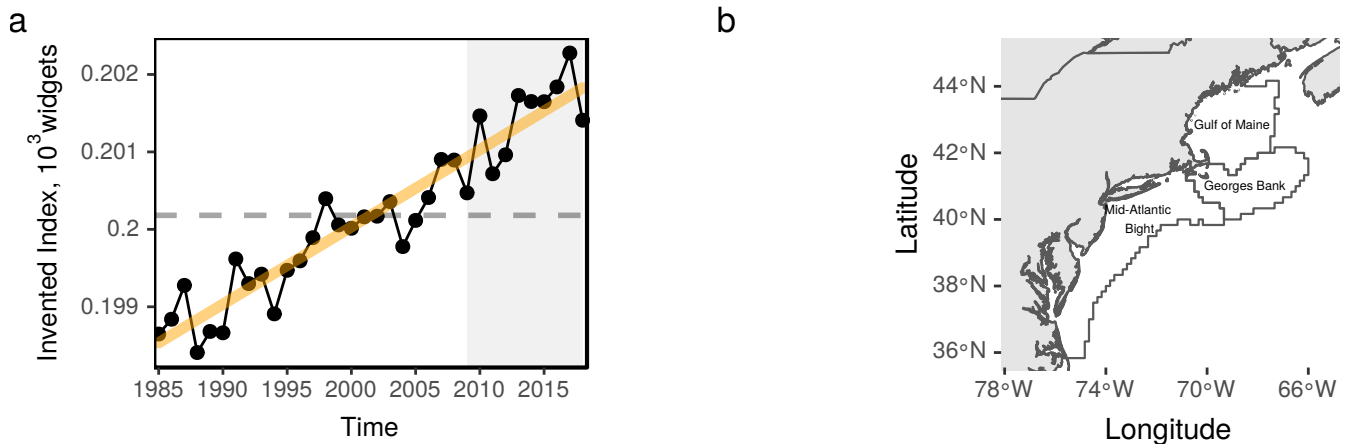 a
Invented Index, 10³ widgets
0.202
0.201
0.2
0.199
1985 1990 1995 2000 2005 2010 2015
Time
b
Latitude
44°N
42°N
40°N
38°N
36°N
Gulf of Maine
Georges Bank
Mid-Atlantic
Bight
78°W 74°W 70°W 66°W
Longitude